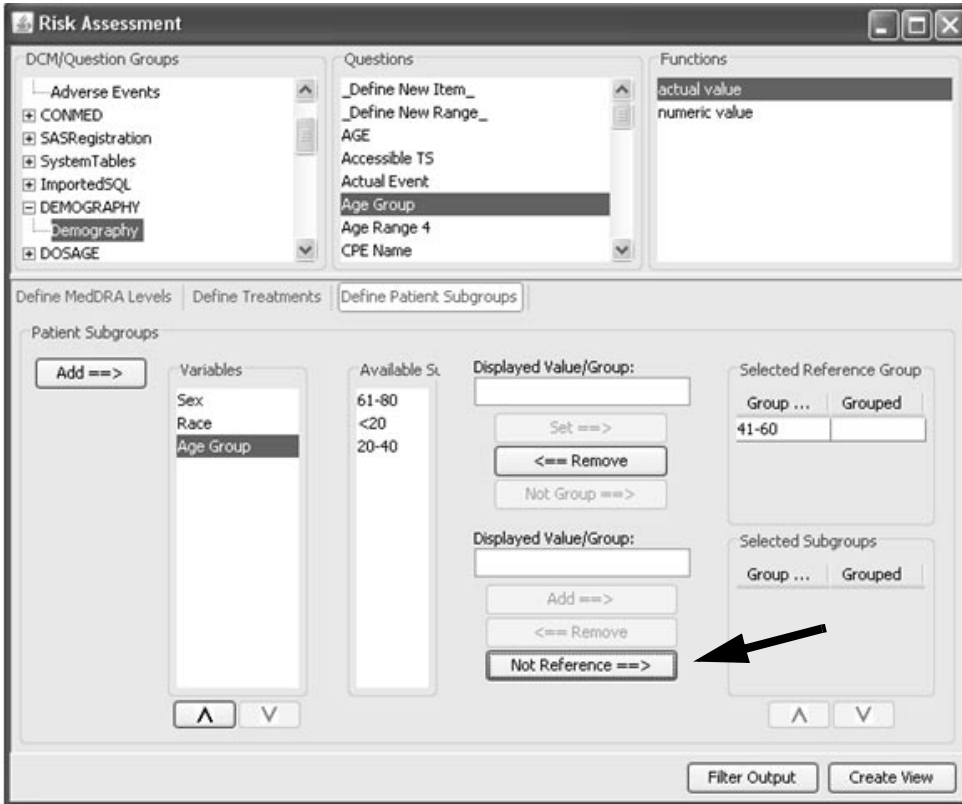 Risk Assessment
DCM/Question Groups
Adverse Events
CONMED
SASRegistration
SystemTables
ImportedSQL
DEMOGRAPHY
Demography
DOSAGE
Questions
_Define New Item_
_Define New Range_
AGE
Accessible TS
Actual Event
Age Group
Age Range 4
CPE Name
Functions
actual value
numeric value
Define MedDRA Levels
Define Treatments
Define Patient Subgroups
Patient Subgroups
Add ==>
Variables
Sex
Race
Age Group
Available Su
61-80
<20
20-40
Displayed Value/Group:
Set ==>
<== Remove
Not Group ==>
Displayed Value/Group:
Add ==>
<== Remove
Not Reference ==>
Selected Reference Group
Group ... Grouped
41-60
Selected Subgroups
Group ... Grouped
Filter Output
Create View